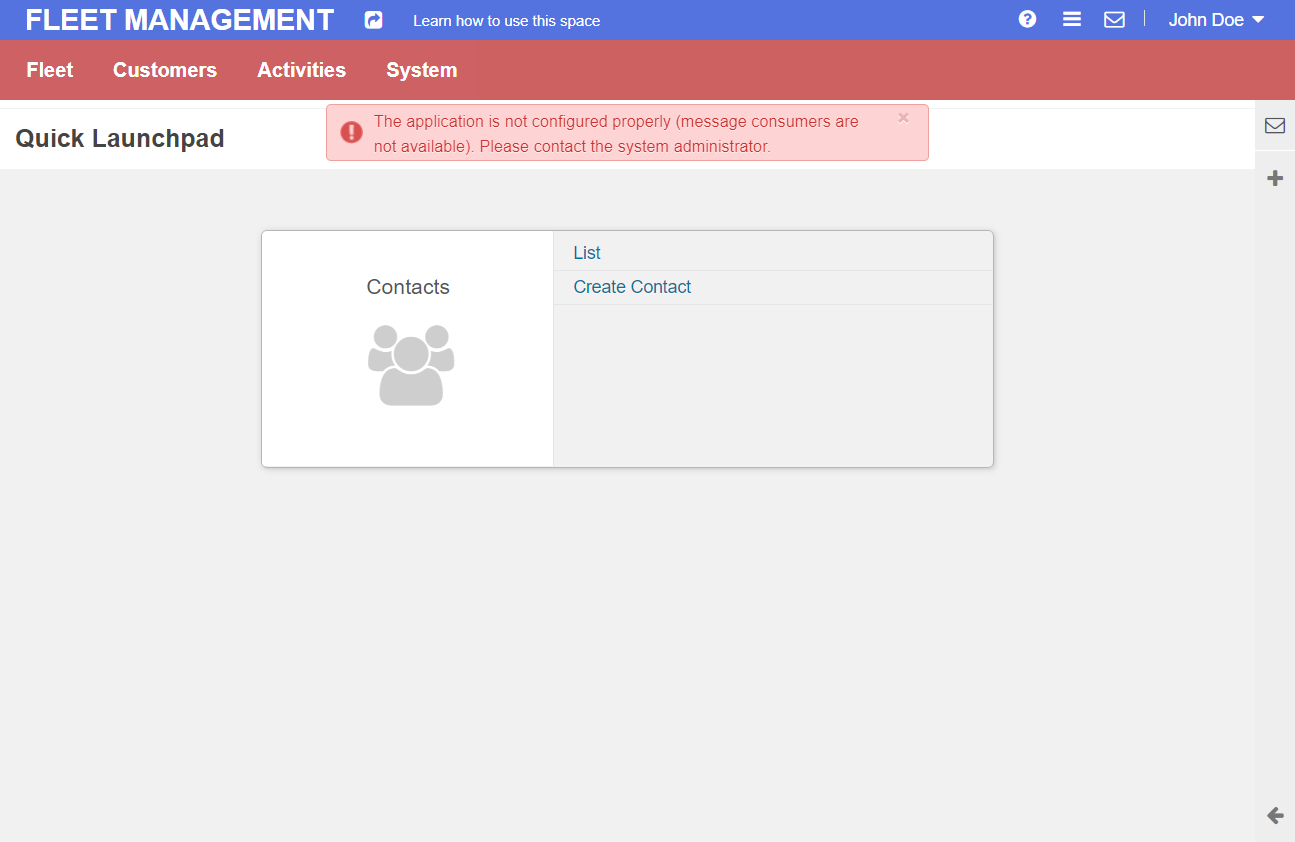 FLEET MANAGEMENT
Learn how to use this space
John Doe
Fleet
Customers
Activities
System
Quick Launchpad
The application is not configured properly (message consumers are
not available). Please contact the system administrator.
Contacts
List
Create Contact